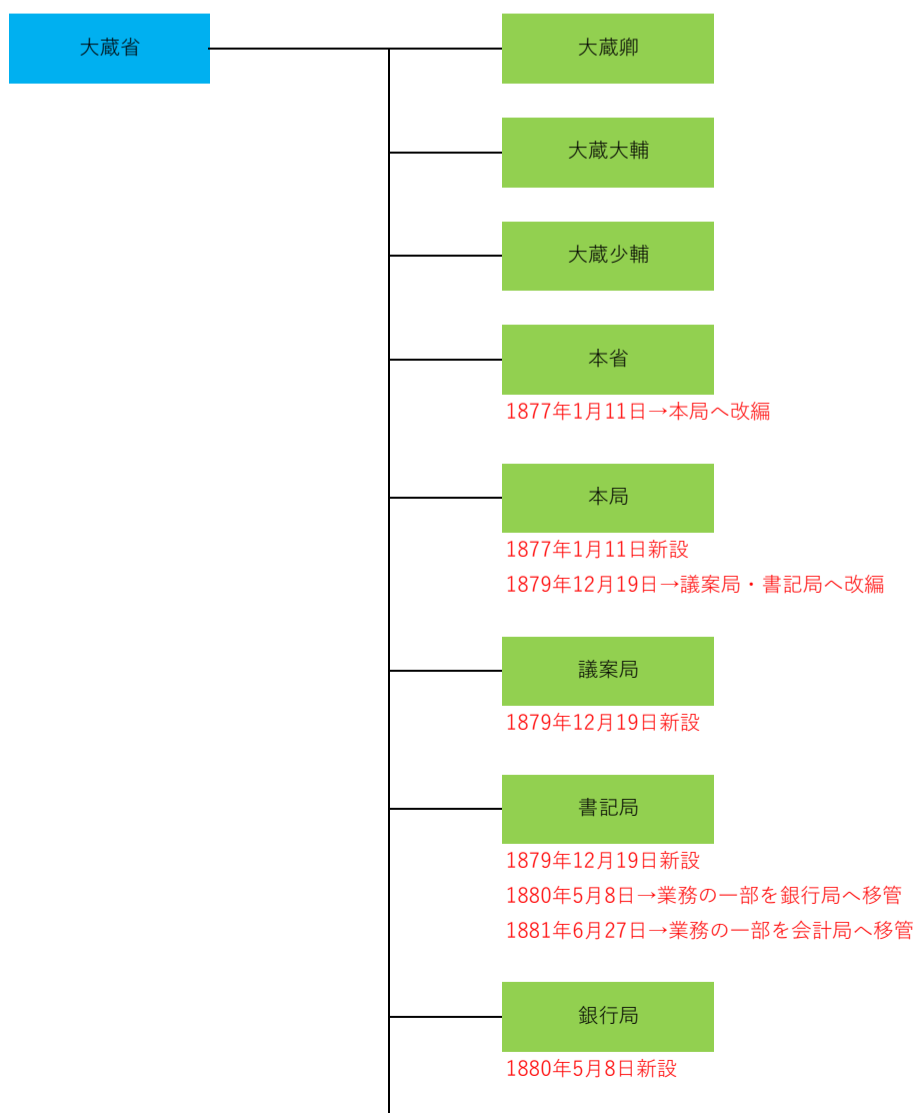 大蔵省
大蔵卿
大蔵大輔
大蔵少輔
本省
1877年1月11日→本局へ改編
本局
1877年1月11日新設
1879年12月19日→議案局・書記局へ改編
議案局
1879年12月19日新設
書記局
1879年12月19日新設
1880年5月8日→業務の一部を銀行局へ移管
1881年6月27日→業務の一部を会計局へ移管
銀行局
1880年5月8日新設